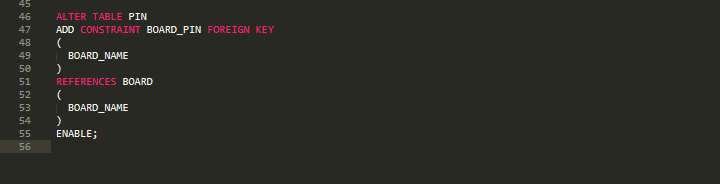 45
46 ALTER TABLE PIN
47 ADD CONSTRAINT BOARD_PIN FOREIGN KEY
48 (
49 BOARD_NAME
50 )
51 REFERENCES BOARD
52 (
53 BOARD_NAME
54 )
55 ENABLE;
56